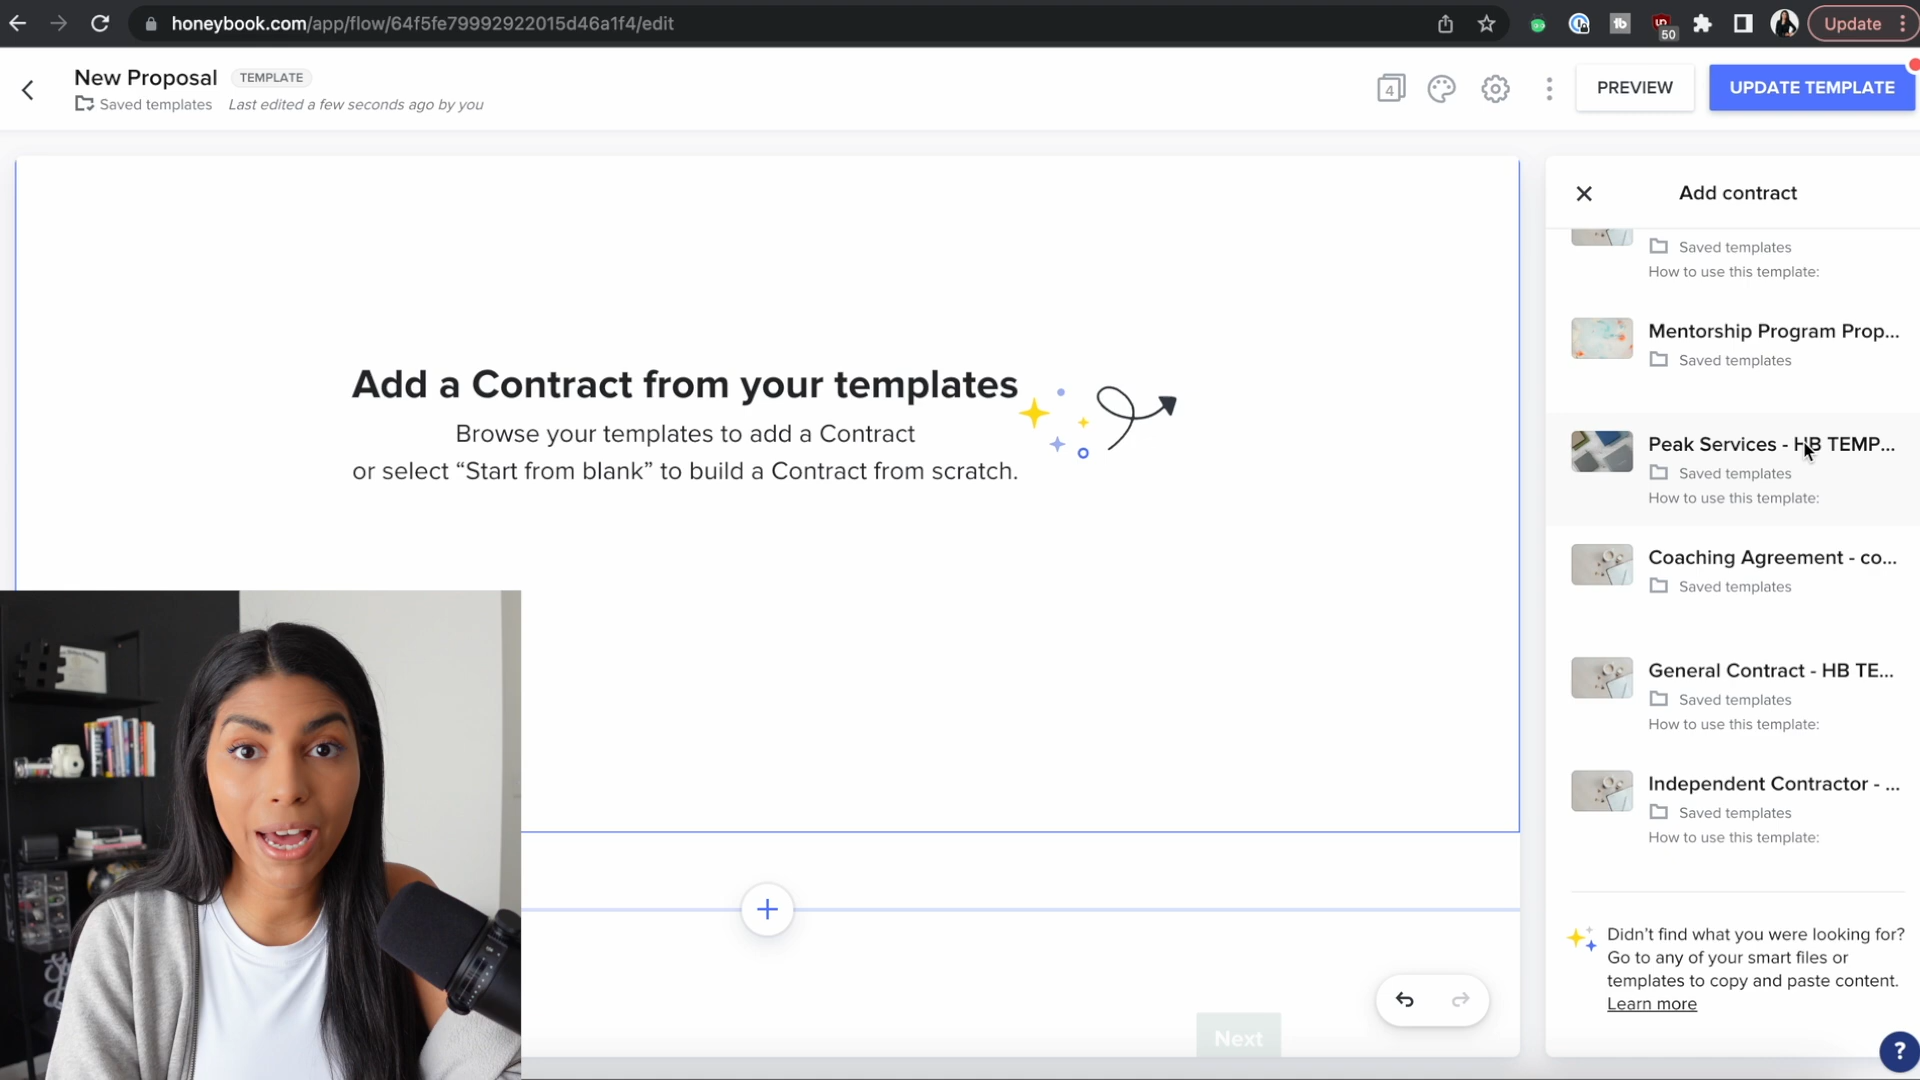 honeybook.com/app/flow/64f5fe79992922015d46a1f4/edit
50
Update
New Proposal
TEMPLATE
Saved templates
Last edited a few seconds ago by you
4
PREVIEW
UPDATE TEMPLATE
Add a Contract from your templates
Browse your templates to add a Contract
or select “Start from blank” to build a Contract from scratch.
Next
Add contract
Saved templates
How to use this template:
Mentorship Program Prop...
Saved templates
Peak Services - HB TEMP...
Saved templates
How to use this template:
Coaching Agreement - co...
Saved templates
General Contract - HB TE...
Saved templates
How to use this template:
Independent Contractor - ...
Saved templates
How to use this template:
Didn’t find what you were looking for?
Go to any of your smart files or
templates to copy and paste content.
Learn more
?